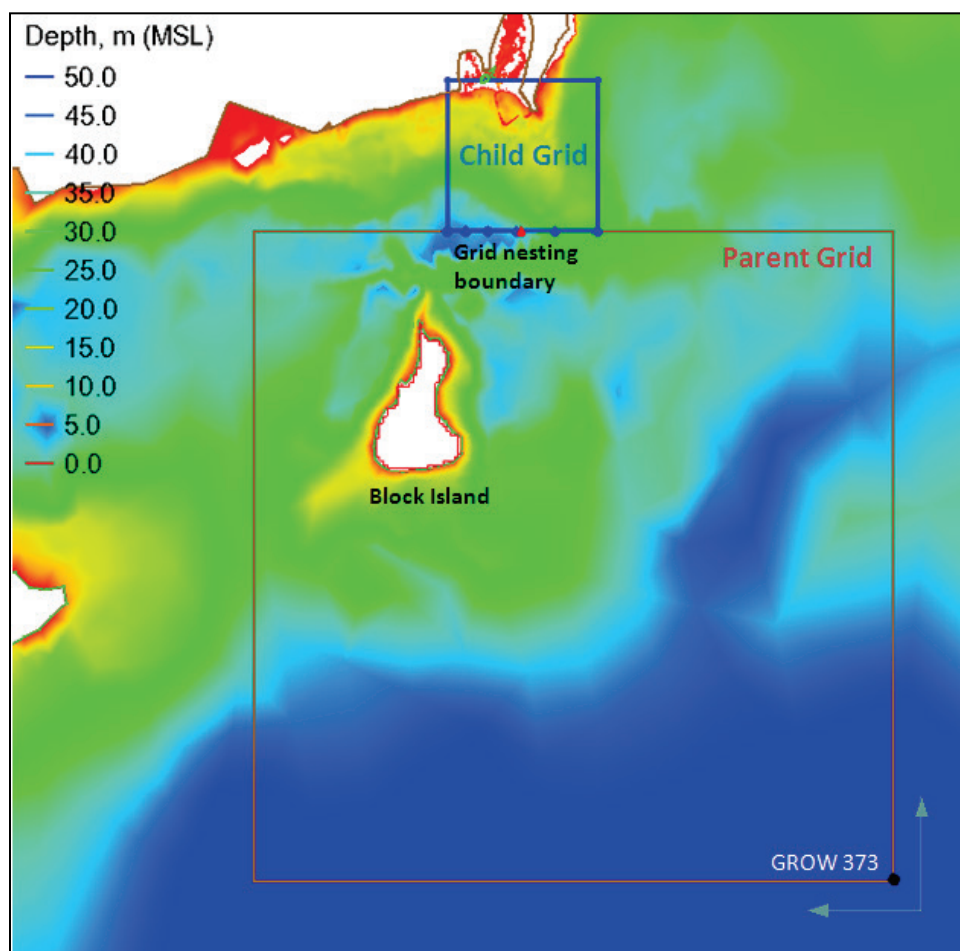 Depth, m (MSL)
50.0
45.0
40.0
35.0
30.0
25.0
20.0
15.0
10.0
5.0
0.0
Child Grid
Grid nesting
boundary
Parent Grid
Block Island
GROW 373